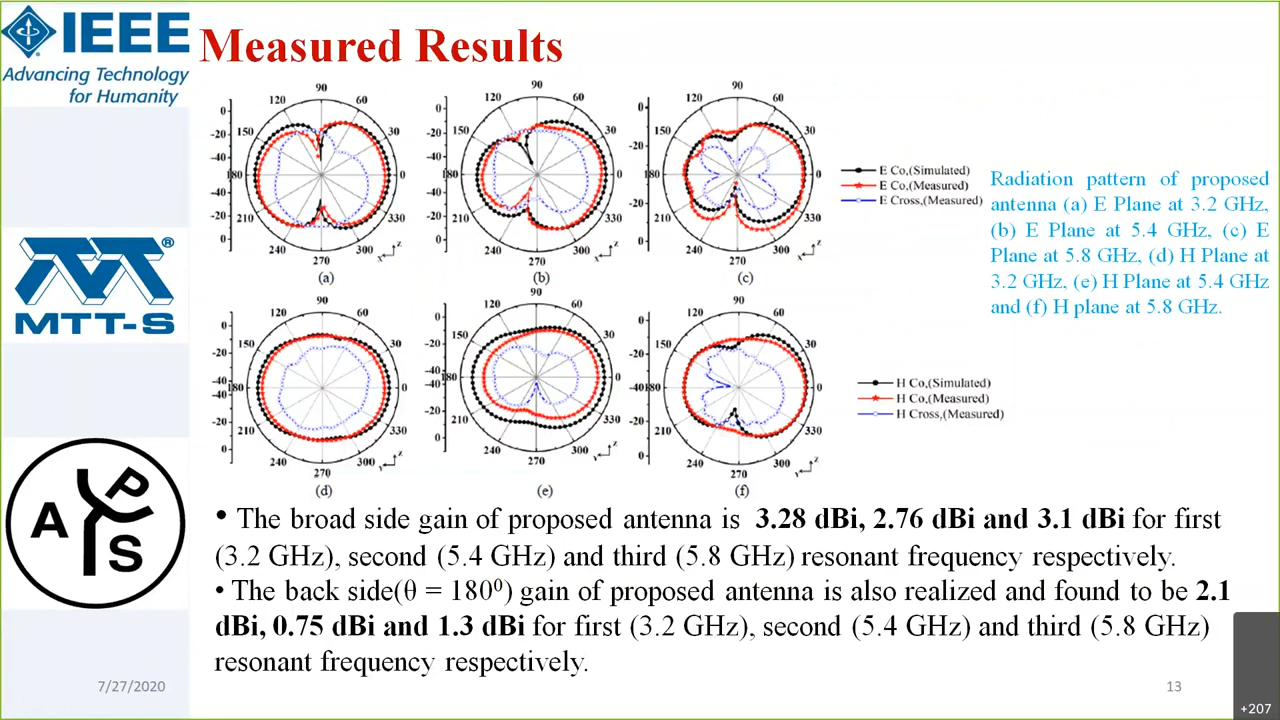 IEEE
Advancing Technology
for Humanity
Measured Results
90
120
60
0
-20
150
30
-40
180
0
-40
-20
0
330
240
300
270
Z
X
(a)
90
120
60
0
-20
150
30
-40
180
0
-40
-20
0
210
330
240
300
270
Z
X
(b)
90
120
60
0
-20
150
30
-40
180
0
-20
0
210
330
240
300
270
Z
X
(c)
E Co,(Simulated)
E Co,(Measured)
E Cross,(Measured)
Radiation pattern of proposed
antenna (a) E Plane at 3.2 GHz,
(b) E Plane at 5.4 GHz, (c) E
Plane at 5.8 GHz, (d) H Plane at
3.2 GHz, (e) H Plane at 5.4 GHz
and (f) H plane at 5.8 GHz.
MTT-S
®
90
120
60
0
-20
150
30
-40
180
0
-40
-20
0
210
330
240
300
270
Z
Y
(d)
90
120
60
0
-20
150
30
-40
180
0
-40
-20
0
210
330
240
300
270
Z
Y
(e)
90
120
60
0
-20
150
30
-40
180
0
-20
0
210
330
240
300
270
Z
Y
(f)
H Co,(Simulated)
H Co,(Measured)
H Cross,(Measured)
A P S
• The broad side gain of proposed antenna is 3.28 dBi, 2.76 dBi and 3.1 dBi for first
(3.2 GHz), second (5.4 GHz) and third (5.8 GHz) resonant frequency respectively.
• The back side(θ = 180⁰) gain of proposed antenna is also realized and found to be 2.1
dBi, 0.75 dBi and 1.3 dBi for first (3.2 GHz), second (5.4 GHz) and third (5.8 GHz)
resonant frequency respectively.
7/27/2020
13
+207